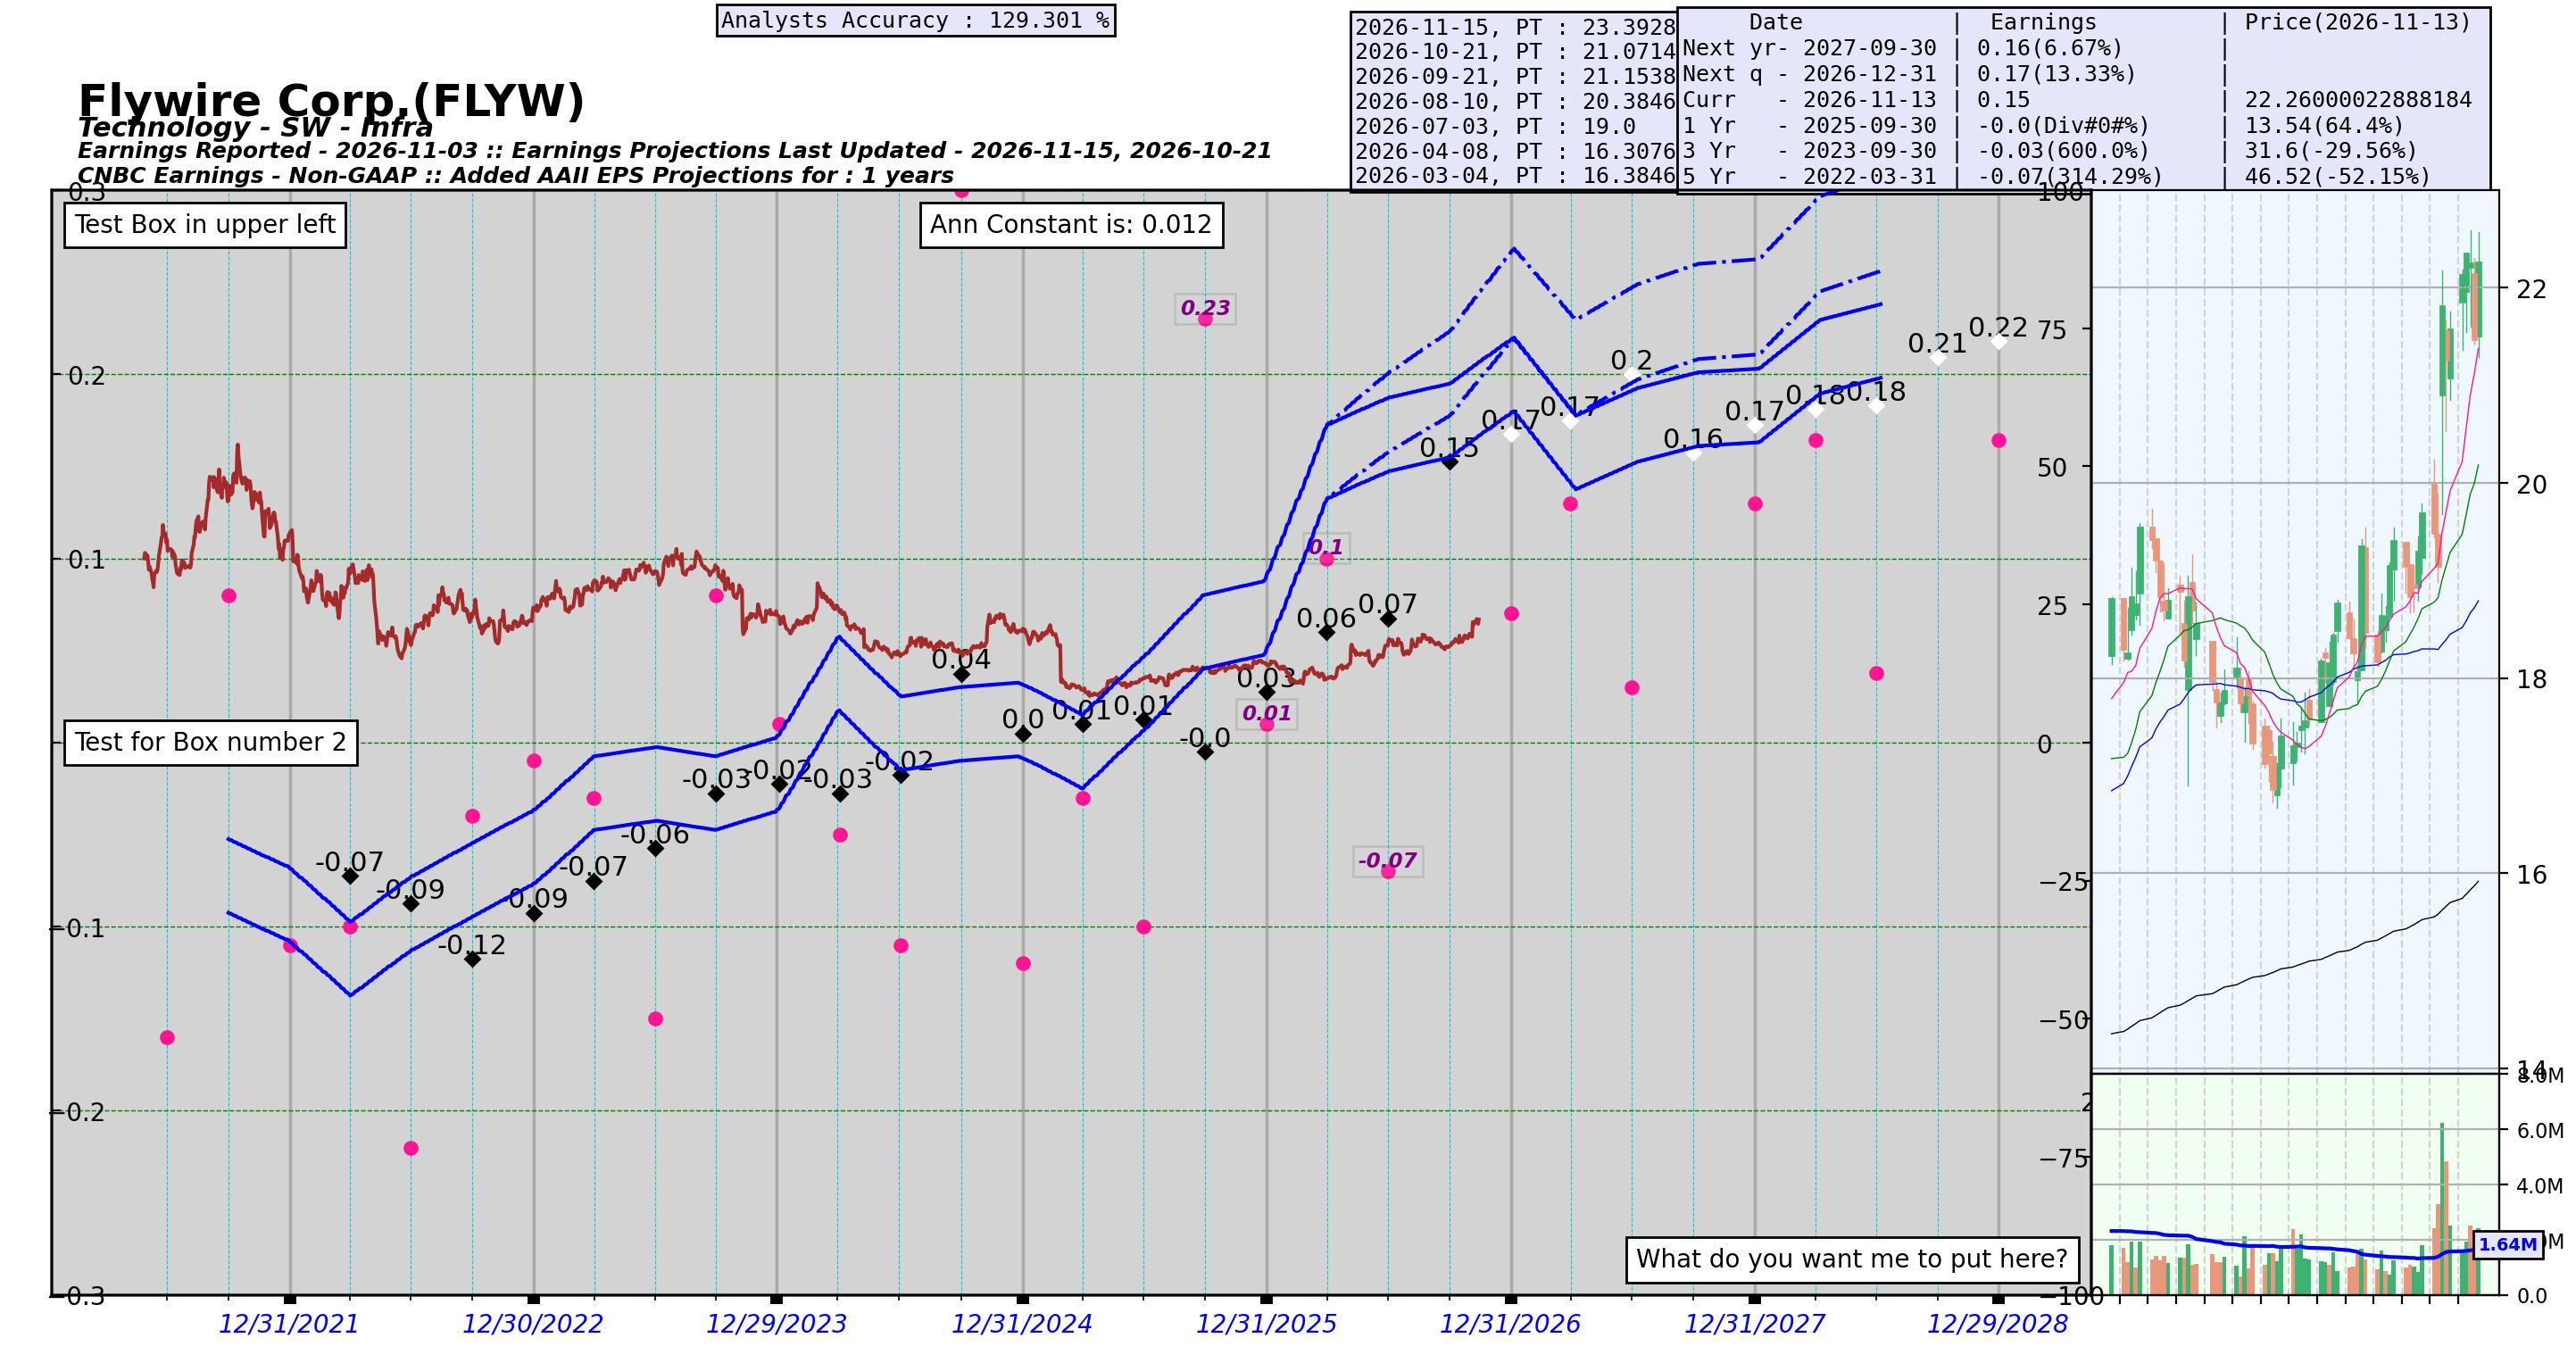 Analysts Accuracy : 129.301 %
2026-11-15, PT : 23.3928
2026-10-21, PT : 21.0714
2026-09-21, PT : 21.1538
2026-08-10, PT : 20.3846
2026-07-03, PT : 19.0
2026-04-08, PT : 16.3076
2026-03-04, PT : 16.3846
Date | Earnings | Price(2026-11-13)
Next yr- 2027-09-30 | 0.16(6.67%) |
Next q - 2026-12-31 | 0.17(13.33%) |
Curr - 2026-11-13 | 0.15 | 22.26000022888184
1 Yr - 2025-09-30 | -0.0(Div#0#%) | 13.54(64.4%)
3 Yr - 2023-09-30 | -0.03(600.0%) | 31.6(-29.56%)
5 Yr - 2022-03-31 | -0.07(314.29%) | 46.52(-52.15%)
Flywire Corp,(FLYW)
Technology - SW - Infra
Earnings Reported - 2026-11-03 :: Earnings Projections Last Updated - 2026-11-15, 2026-10-21
CNBC Earnings - Non-GAAP :: Added AAII EPS Projections for : 1 years
Test Box in upper left
Ann Constant is: 0.012
Test for Box number 2
What do you want me to put here?
0.3
0.2
0.1
-0.1
-0.2
-0.3
-0.07
-0.09
-0.12
0.09
-0.07
-0.06
-0.03
-0.02
-0.03
-0.02
0.04
0.0
0.01
0.01
-0.0
0.03
0.06
0.07
0.15
0.17
0.17
0.2
0.16
0.17
0.18
0.18
0.21
0.22
0.23
0.01
0.1
-0.07
100
75
50
25
0
−25
−50
−75
−100
22
20
18
16
14
8.0M
6.0M
4.0M
0.0
1.64M
12/31/2021
12/30/2022
12/29/2023
12/31/2024
12/31/2025
12/31/2026
12/31/2027
12/29/2028